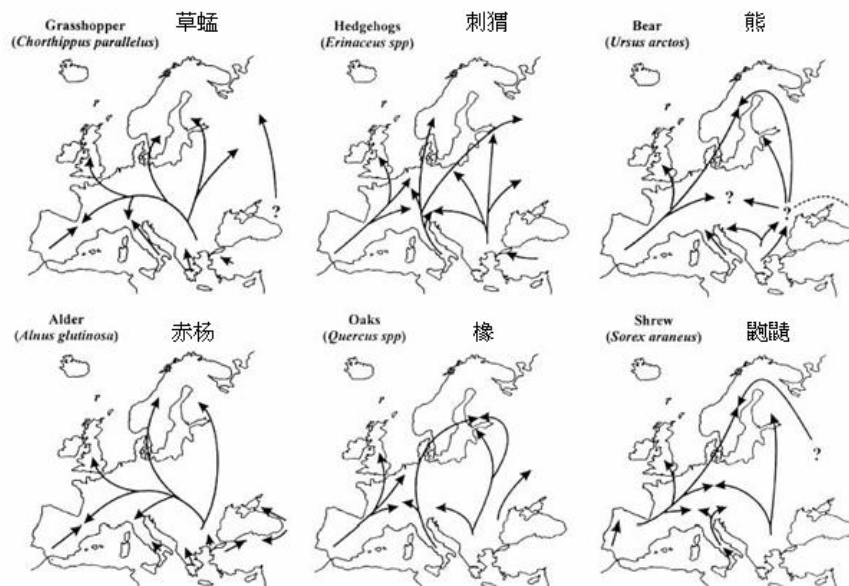 Grasshopper 草蜢
(Chorthippus parallelus)
Hedgehogs 刺猬
(Erinaceus spp)
Bear 熊
(Ursus arctos)
?
?
?
Alder 赤杨
(Alnus glutinosa)
Oaks 橡
(Quercus spp)
Shrew 鼩鼱
(Sorex araneus)
?